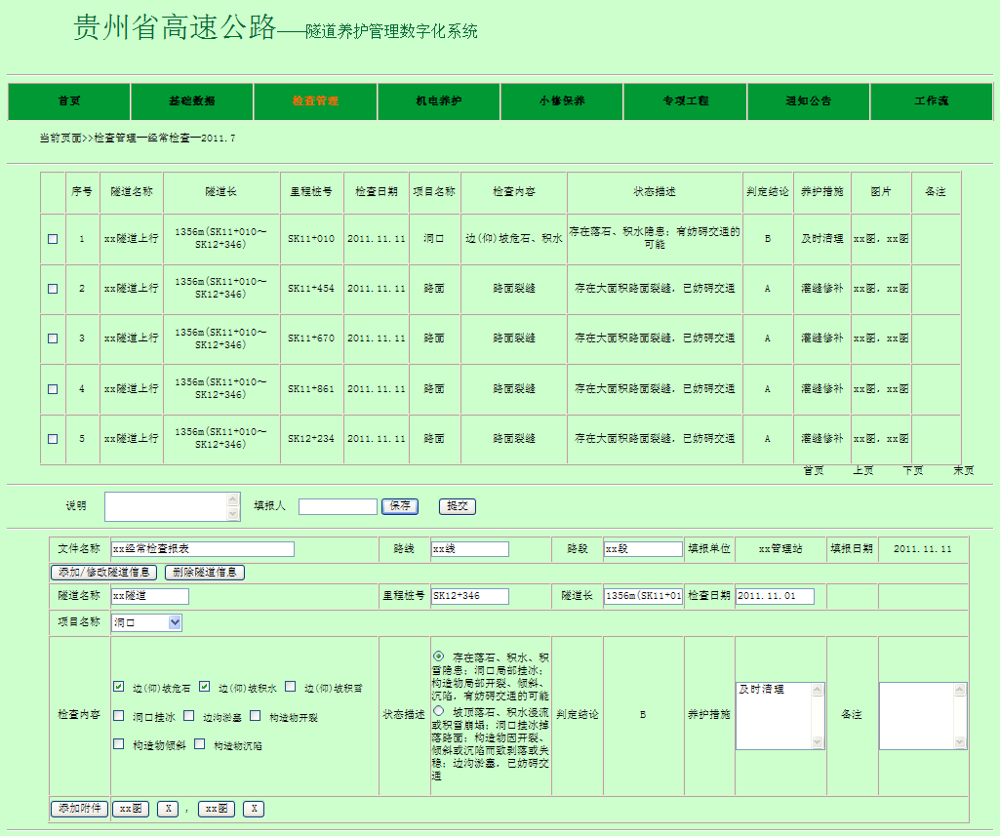 贵州省高速公路——隧道养护管理数字化系统
首页 基础数据 检查管理 机电养护 小修保养 专项工程 通知公告 工作流
当前页面>>检查管理—经常检查—2011.7
序号 隧道名称 隧道长 里程桩号 检查日期 项目名称 检查内容 状态描述 判定结论 养护措施 图片 备注
1 xx隧道上行 1356m(SK11+010～SK12+346) SK11+010 2011.11.11 洞口 边(仰)坡危石、积水 存在落石、积水隐患；有妨碍交通的可能 B 及时清理 xx图，xx图
2 xx隧道上行 1356m(SK11+010～SK12+346) SK11+454 2011.11.11 路面 路面裂缝 存在大面积路面裂缝，已妨碍交通 A 灌缝修补 xx图，xx图
3 xx隧道上行 1356m(SK11+010～SK12+346) SK11+670 2011.11.11 路面 路面裂缝 存在大面积路面裂缝，已妨碍交通 A 灌缝修补 xx图，xx图
4 xx隧道上行 1356m(SK11+010～SK12+346) SK11+861 2011.11.11 路面 路面裂缝 存在大面积路面裂缝，已妨碍交通 A 灌缝修补 xx图，xx图
5 xx隧道上行 1356m(SK11+010～SK12+346) SK12+234 2011.11.11 路面 路面裂缝 存在大面积路面裂缝，已妨碍交通 A 灌缝修补 xx图，xx图
首页 上页 下页 末页
说明 填报人 保存 提交
文件名称 xx经常检查报表 路线 xx线 路段 xx段 填报单位 xx管理站 填报日期 2011.11.11
添加/修改隧道信息 删除隧道信息
隧道名称 xx隧道 里程桩号 SK12+346 隧道长 1356m(SK11+01 检查日期 2011.11.01
项目名称 洞口
检查内容
边(仰)坡危石 边(仰)坡积水 边(仰)坡积雪
洞口挂冰 边沟淤塞 构造物开裂
构造物倾斜 构造物沉陷
状态描述
存在落石、积水、积
雪隐患；洞口局部挂冰；
构造物局部开裂、倾斜、
沉陷，有妨碍交通的可能
坡顶落石、积水漫流
或积雪崩塌；洞口挂冰掉
落路面；构造物因开裂、
倾斜或沉陷而致剥落或失
稳；边沟淤塞，已妨碍交
通
判定结论 B 养护措施 及时清理 备注
添加附件 xx图 X ， xx图 X